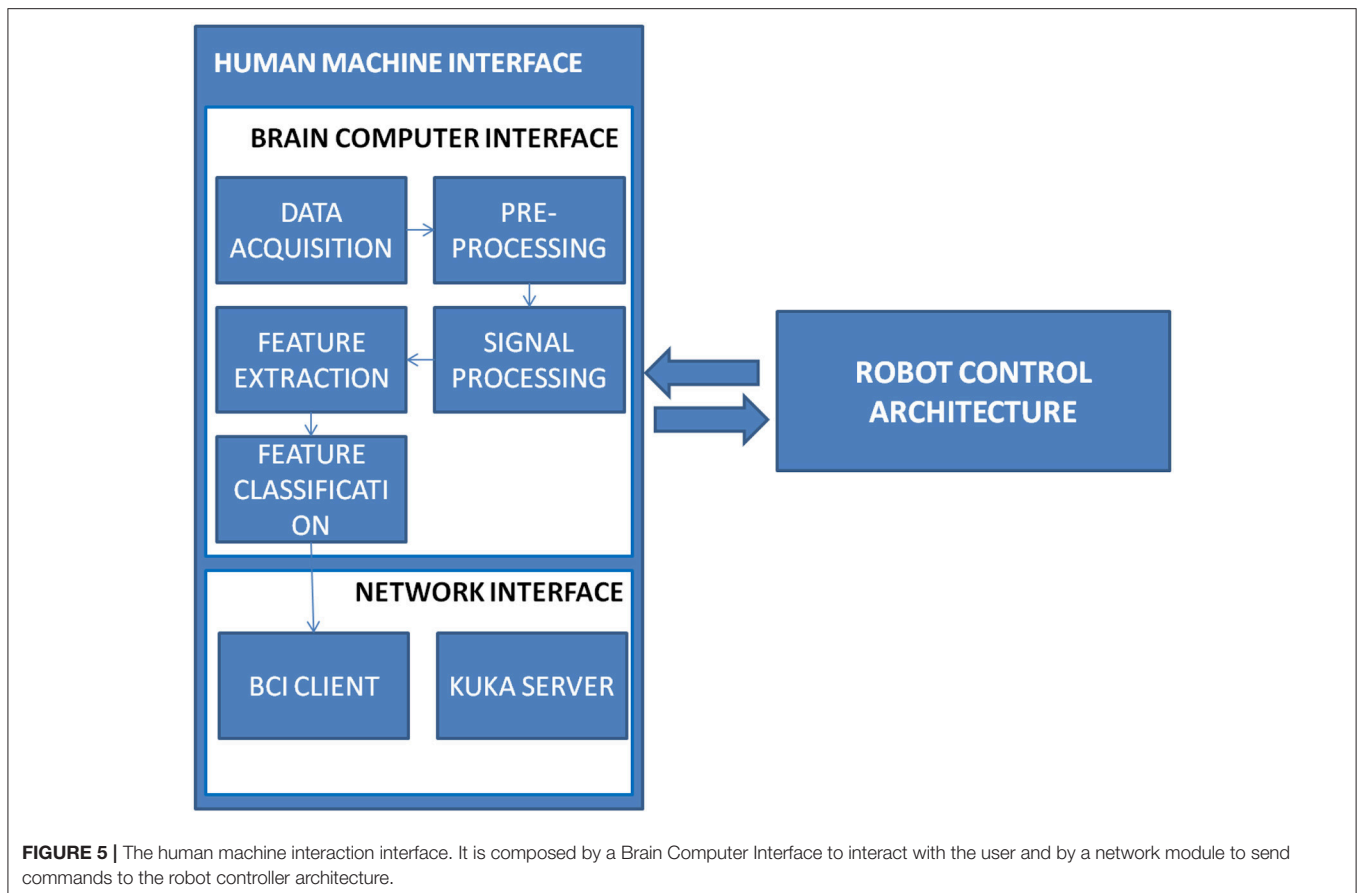 HUMAN MACHINE INTERFACE
BRAIN COMPUTER INTERFACE
DATA
ACQUISITION
PRE-
PROCESSING
FEATURE
EXTRACTION
SIGNAL
PROCESSING
FEATURE
CLASSIFICATI
ON
NETWORK INTERFACE
BCI CLIENT
KUKA SERVER
ROBOT CONTROL
ARCHITECTURE
FIGURE 5 | The human machine interaction interface. It is composed by a Brain Computer Interface to interact with the user and by a network module to send
commands to the robot controller architecture.